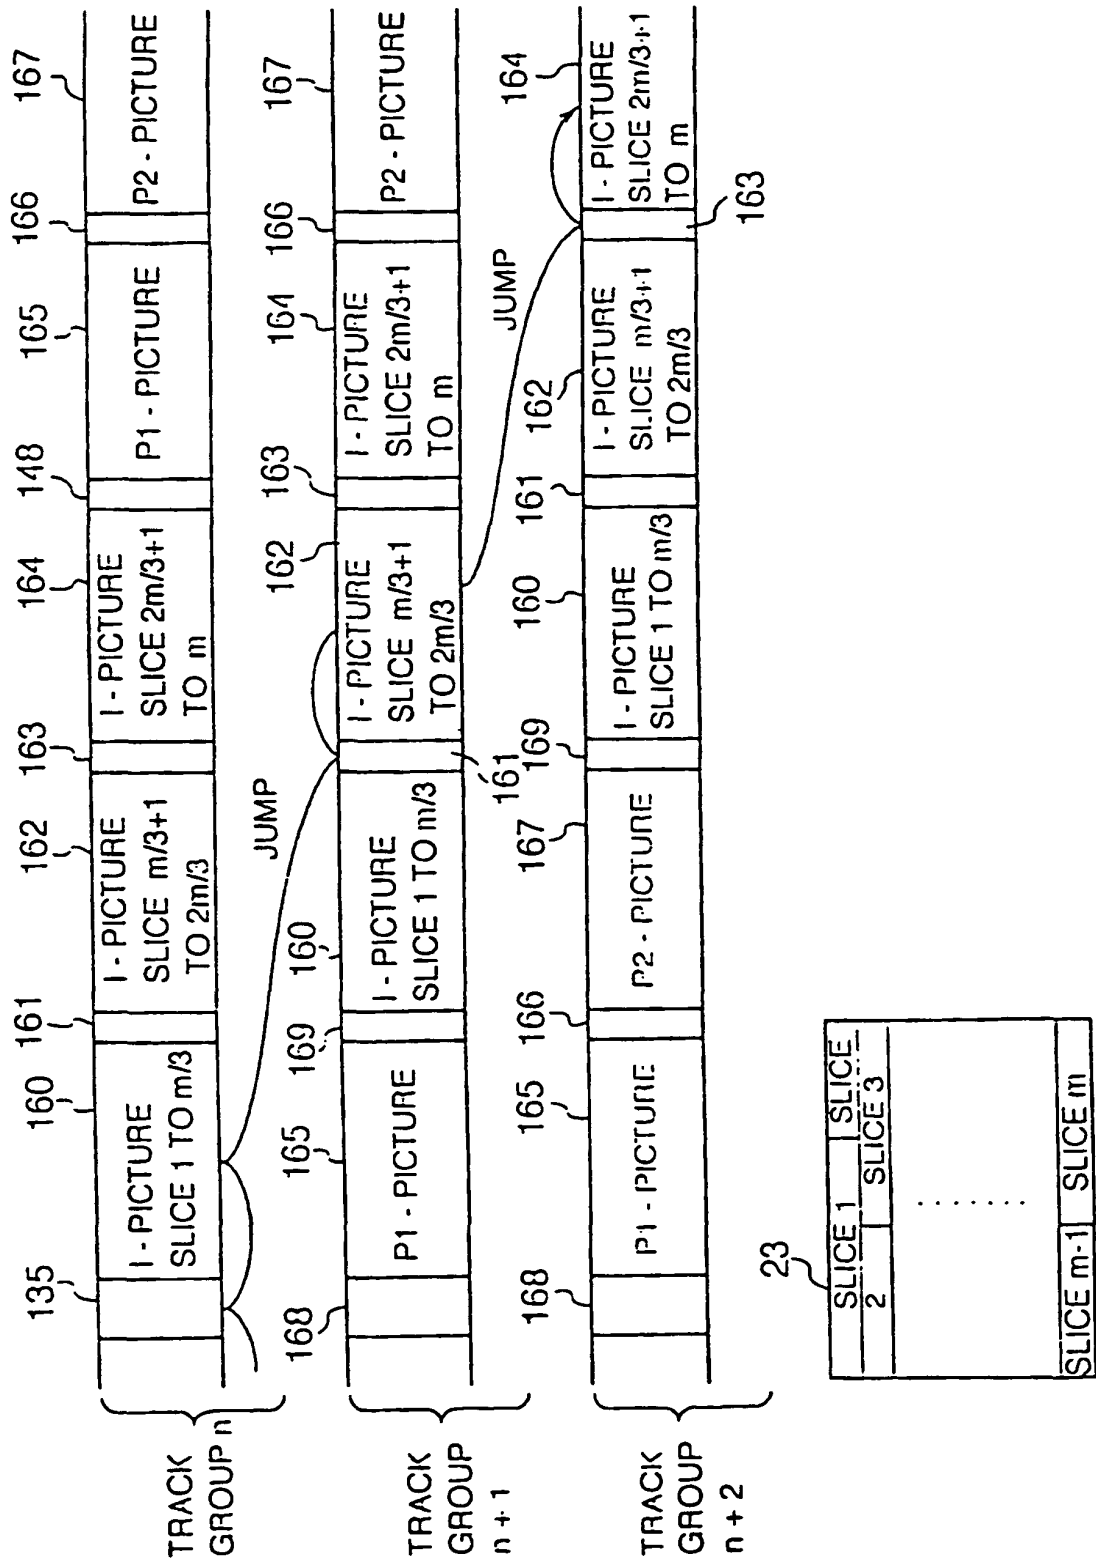 TRACK
GROUP n
135
160
161
162
163
164
148
165
166
167
I - PICTURE
SLICE 1 TO m/3
I - PICTURE
SLICE m/3+1
TO 2m/3
I - PICTURE
SLICE 2m/3+1
TO m
P1 - PICTURE
P2 - PICTURE
JUMP
TRACK
GROUP
n + 1
168
165
169
160
161
162
163
164
166
167
P1 - PICTURE
I - PICTURE
SLICE 1 TO m/3
I - PICTURE
SLICE m/3+1
TO 2m/3
I - PICTURE
SLICE 2m/3+1
TO m
P2 - PICTURE
JUMP
TRACK
GROUP
n + 2
168
165
166
167
169
160
161
162
163
164
P1 - PICTURE
P2 - PICTURE
I - PICTURE
SLICE 1 TO m/3
I - PICTURE
SLICE m/3+1
TO 2m/3
I - PICTURE
SLICE 2m/3+1
TO m
23
SLICE 1 SLICE
2 SLICE 3
.......
SLICE m-1 SLICE m